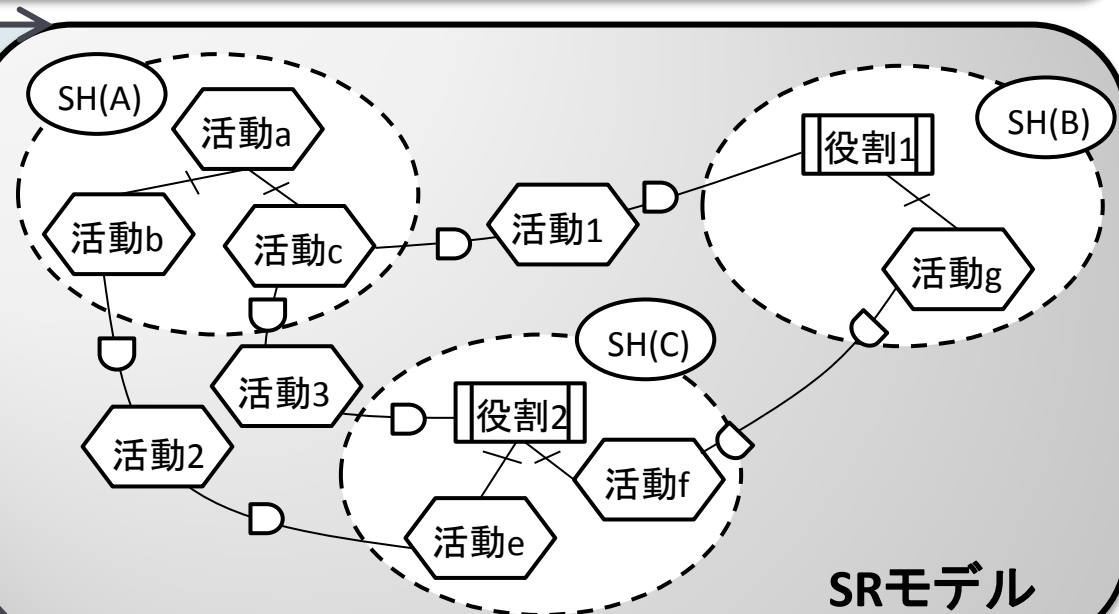 SH(A)
活動a
役割1
SH(B)
活動b
活動c
活動1
活動g
SH(C)
活動3
役割2
活動2
活動f
活動e
SRモデル